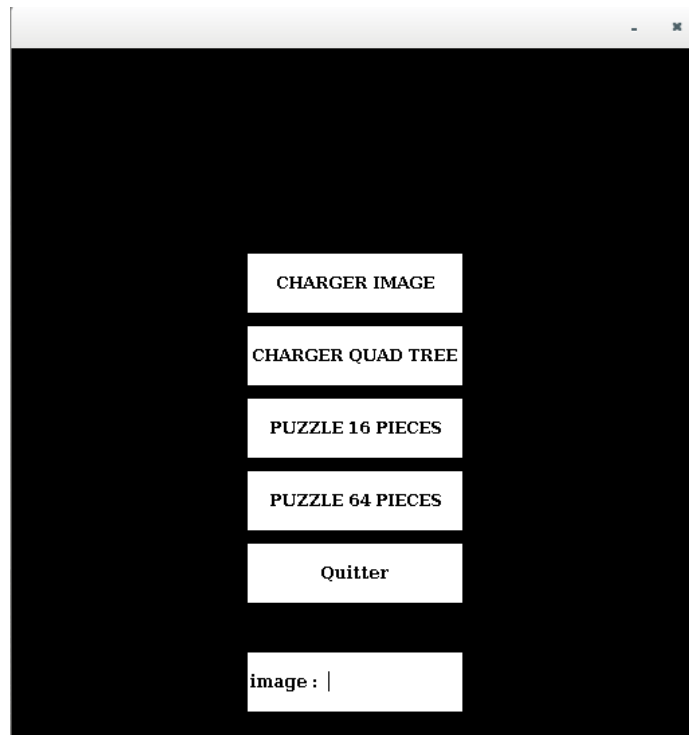 CHARGER IMAGE
CHARGER QUAD TREE
PUZZLE 16 PIECES
PUZZLE 64 PIECES
Quitter
image :